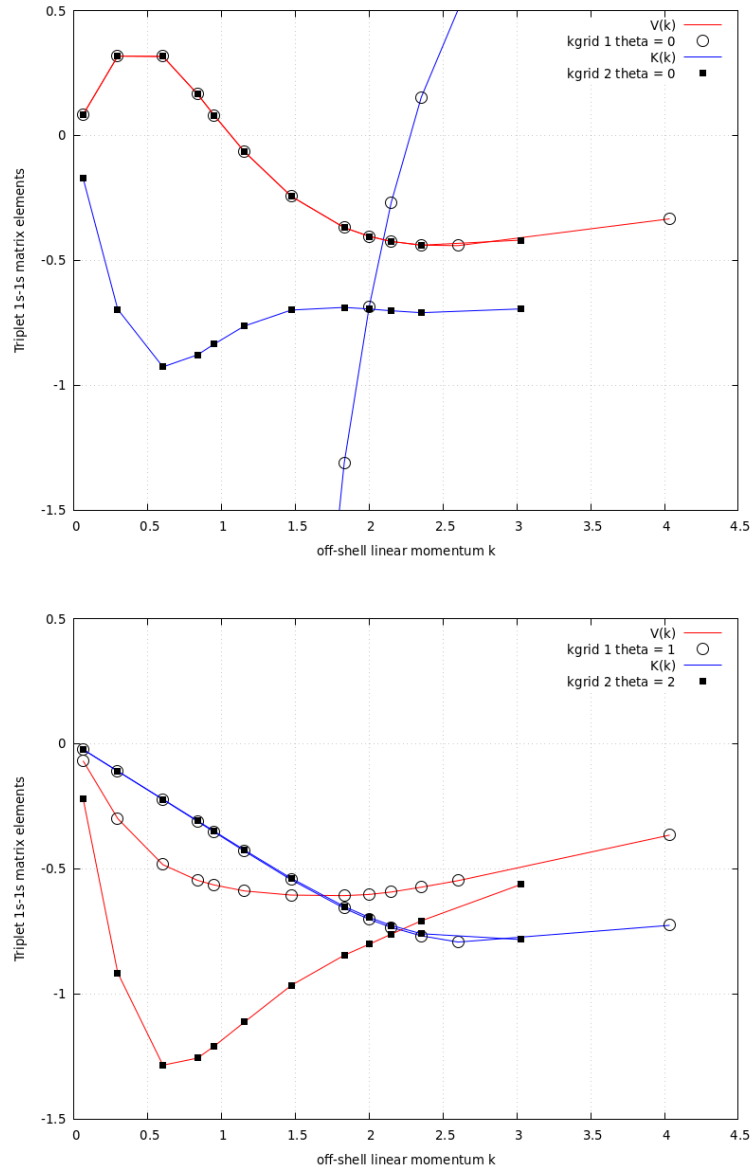 0.5
0
-0.5
-1
-1.5
Triplet 1s-1s matrix elements
V(k)
kgrid 1 theta = 0
K(k)
kgrid 2 theta = 0
0 0.5 1 1.5 2 2.5 3 3.5 4 4.5
off-shell linear momentum k
0.5
0
-0.5
-1
-1.5
Triplet 1s-1s matrix elements
V(k)
kgrid 1 theta = 1
K(k)
kgrid 2 theta = 2
0 0.5 1 1.5 2 2.5 3 3.5 4 4.5
off-shell linear momentum k